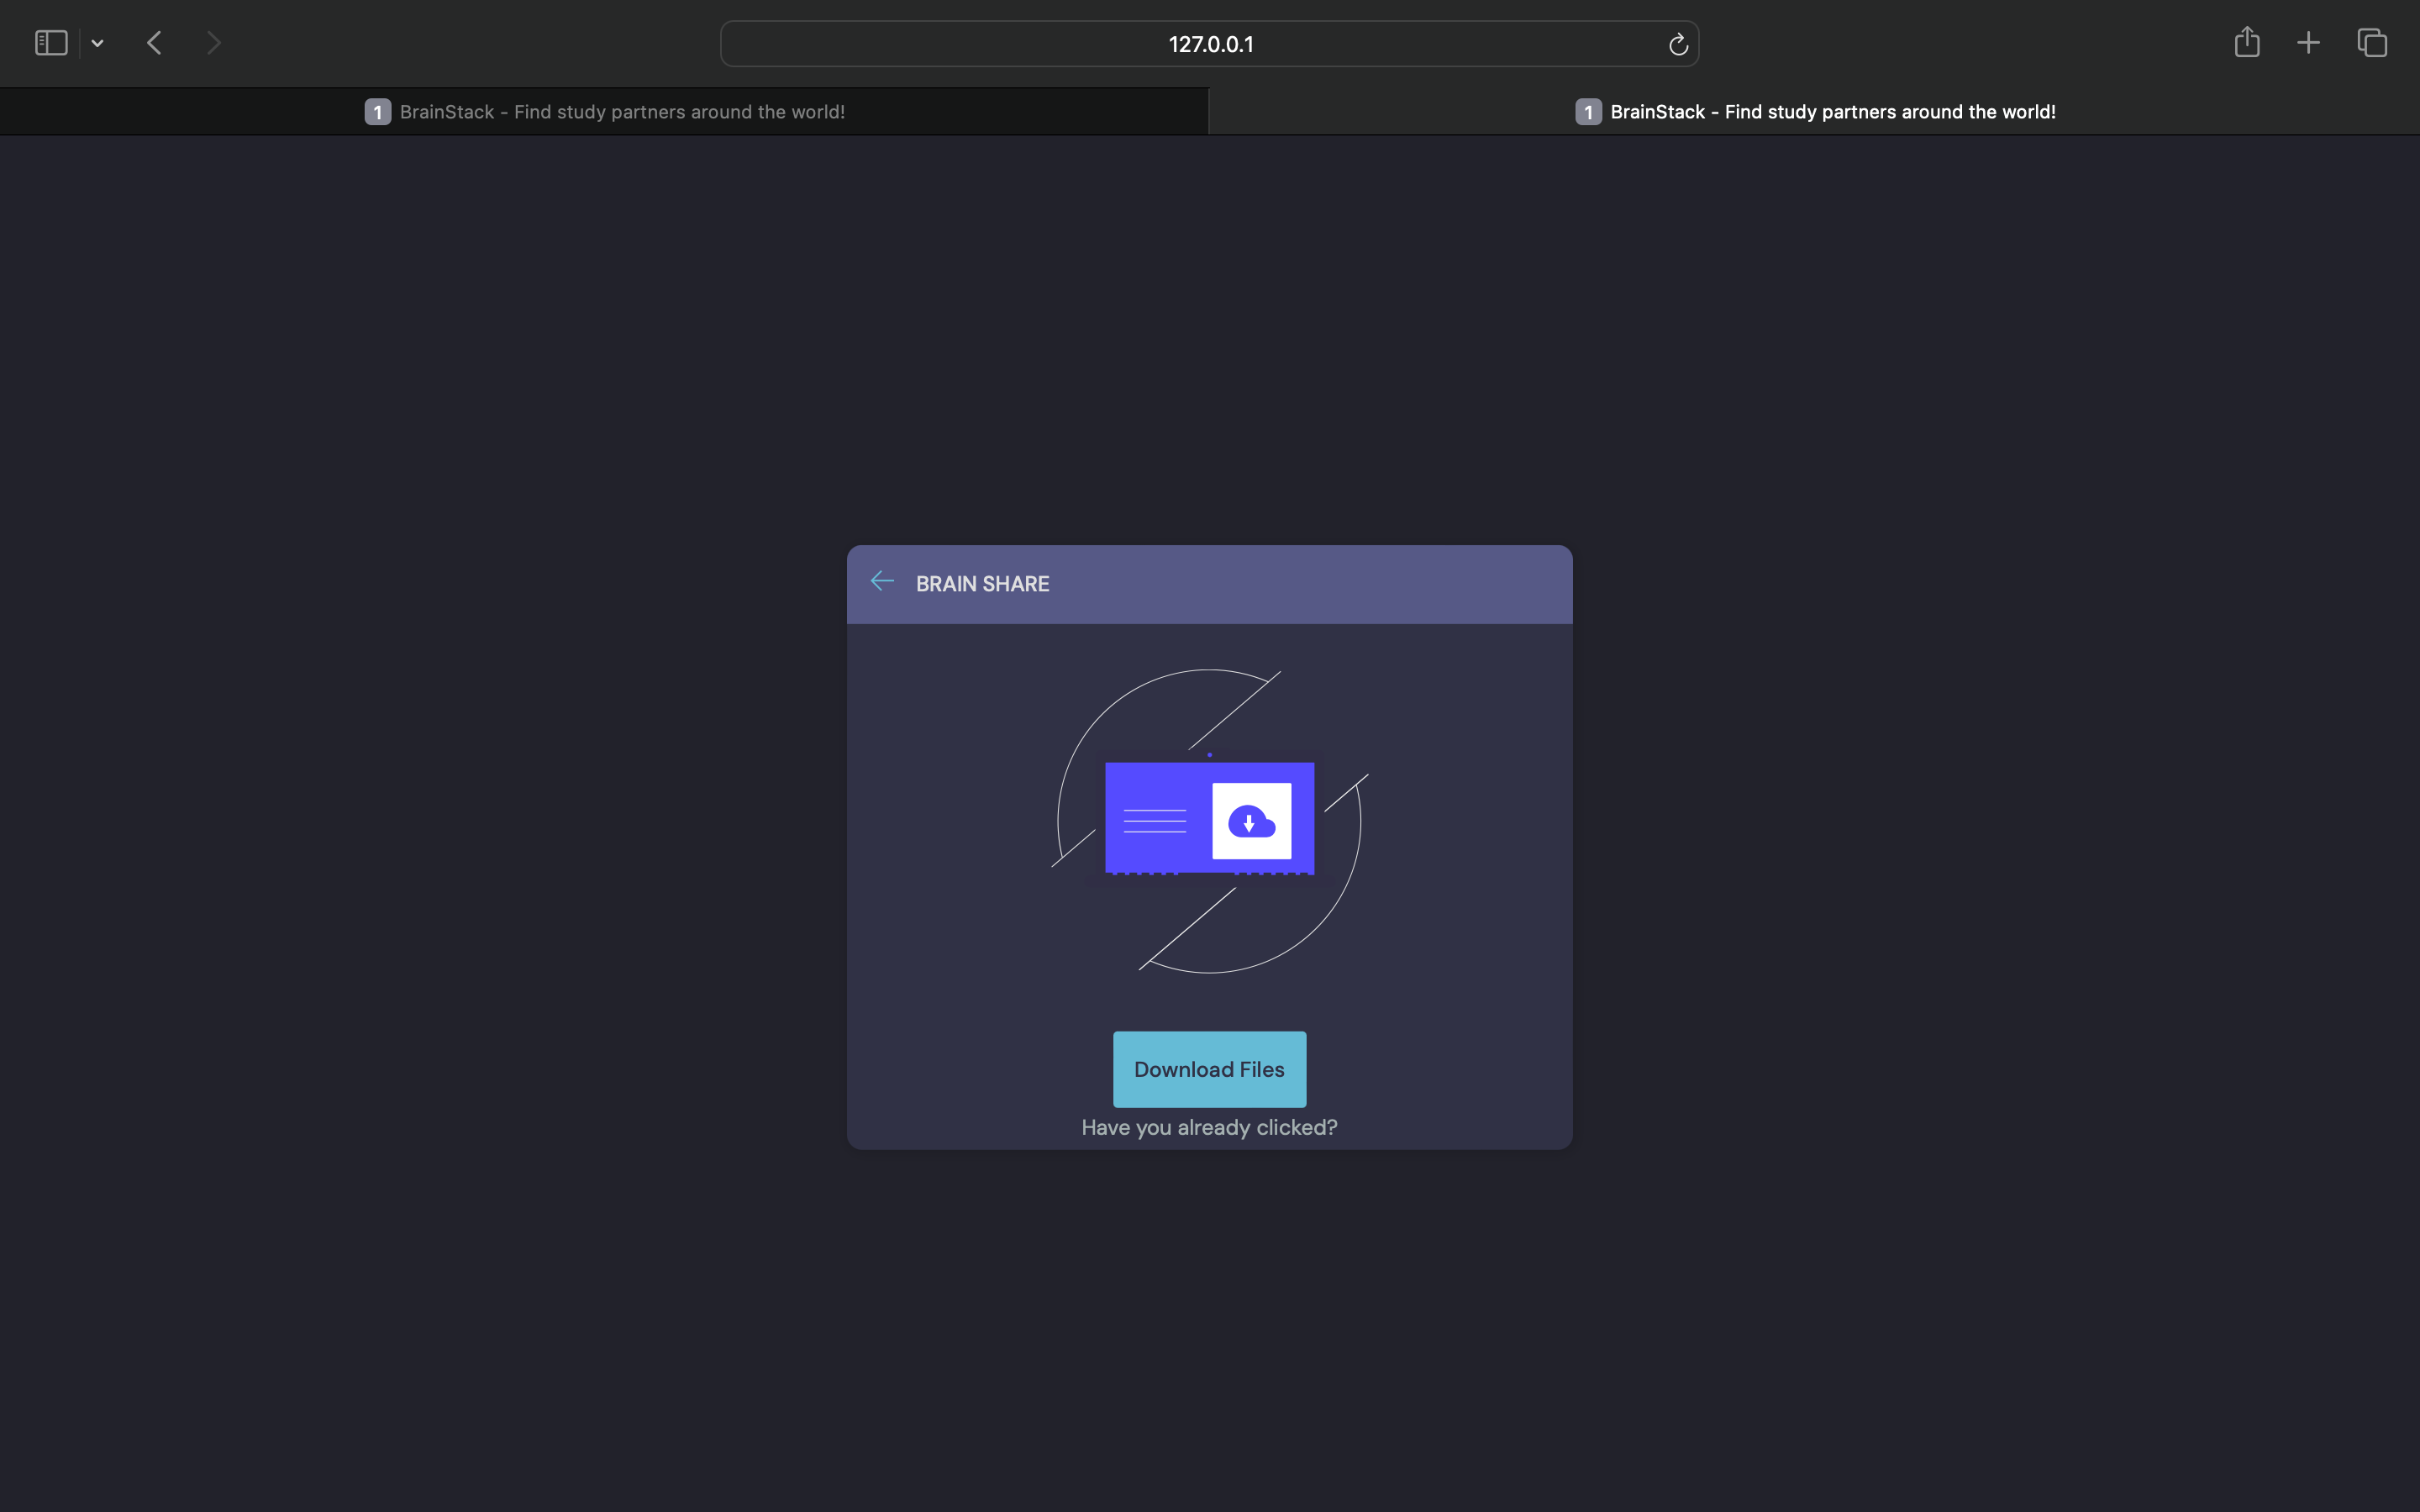 127.0.0.1
1 BrainStack - Find study partners around the world!
1 BrainStack - Find study partners around the world!
BRAIN SHARE
Download Files
Have you already clicked?